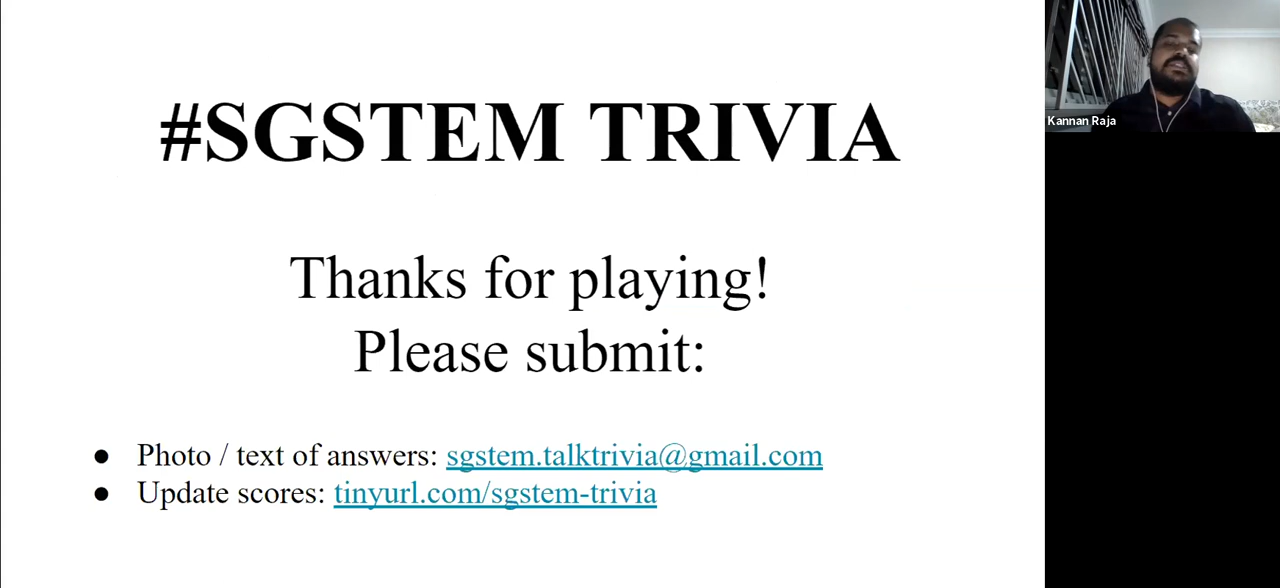 #SGSTEM TRIVIA
Thanks for playing!
Please submit:
● Photo / text of answers: sgstem.talktrivia@gmail.com
● Update scores: tinyurl.com/sgstem-trivia
Kannan Raja